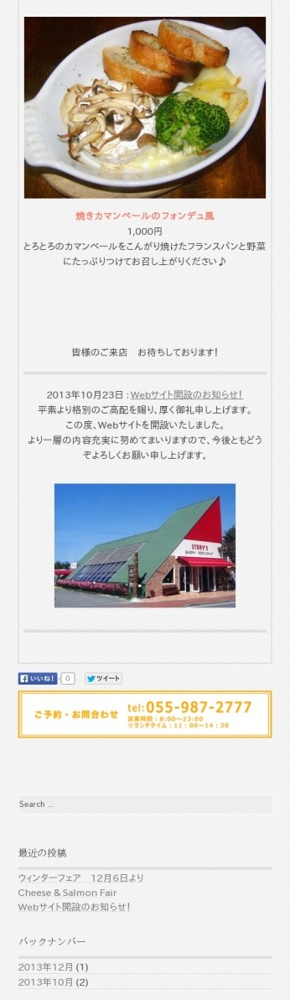 焼きカマンベールのフォンデュ風
1,000円
とろとろのカマンベールをこんがり焼けたフランスパンと野菜
にたっぷりつけてお召し上がりください♪
皆様のご来店　お待ちしております!
2013年10月23日 : Webサイト開設のお知らせ!
平素より格別のご高配を賜り、厚く御礼申し上げます。
この度、Webサイトを開設いたしました。
より一層の内容充実に努めてまいりますので、今後ともどう
ぞよろしくお願い申し上げます。
STORY'S
BAKERY RESTAURANT
いいね! 0 ツイート
ご予約・お問合わせ tel:055-987-2777
営業時間：8:00〜23:00
※ランチタイム：11：00〜14：30
Search ...
最近の投稿
ウィンターフェア　12月6日より
Cheese & Salmon Fair
Webサイト開設のお知らせ!
バックナンバー
2013年12月 (1)
2013年10月 (2)